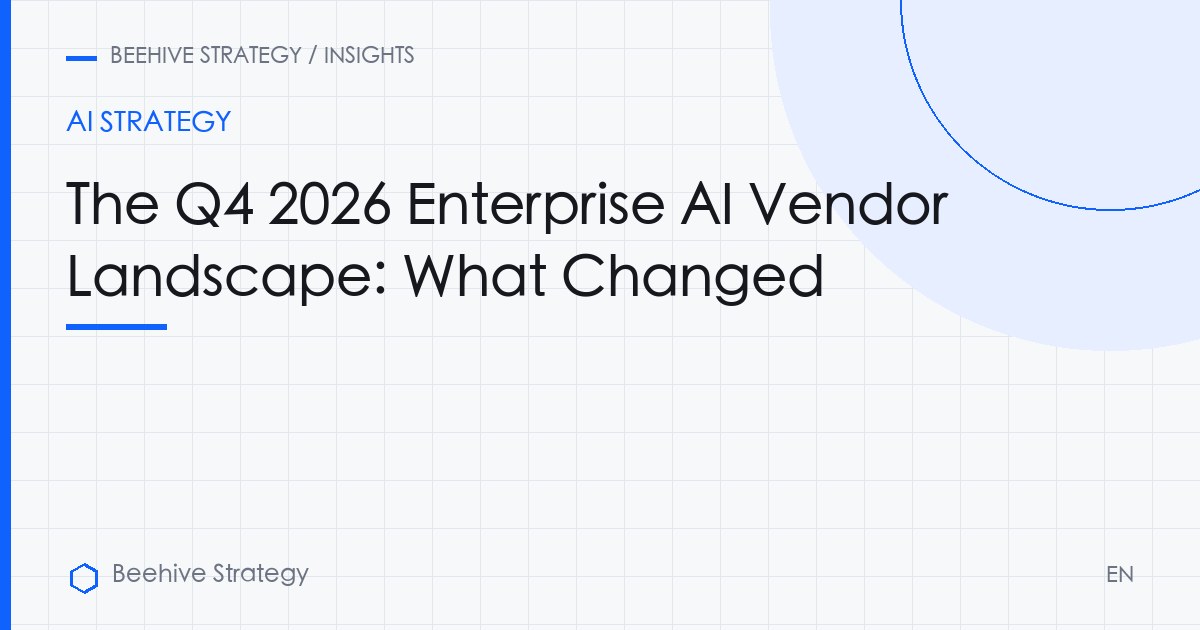 BEEHIVE STRATEGY / INSIGHTS
AI STRATEGY
The Q4 2026 Enterprise AI Vendor
Landscape: What Changed
Beehive Strategy
EN